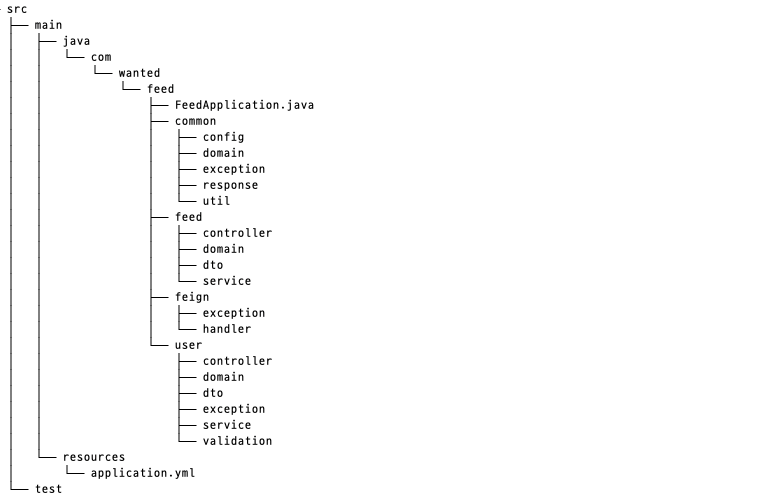 src
├── main
│   ├── java
│   │   └── com
│   │       └── wanted
│   │           └── feed
│   │               ├── FeedApplication.java
│   │               ├── common
│   │               │   ├── config
│   │               │   ├── domain
│   │               │   ├── exception
│   │               │   ├── response
│   │               │   └── util
│   │               ├── feed
│   │               │   ├── controller
│   │               │   ├── domain
│   │               │   ├── dto
│   │               │   └── service
│   │               ├── feign
│   │               │   ├── exception
│   │               │   └── handler
│   │               └── user
│   │                   ├── controller
│   │                   ├── domain
│   │                   ├── dto
│   │                   ├── exception
│   │                   ├── service
│   │                   └── validation
│   └── resources
│       └── application.yml
└── test